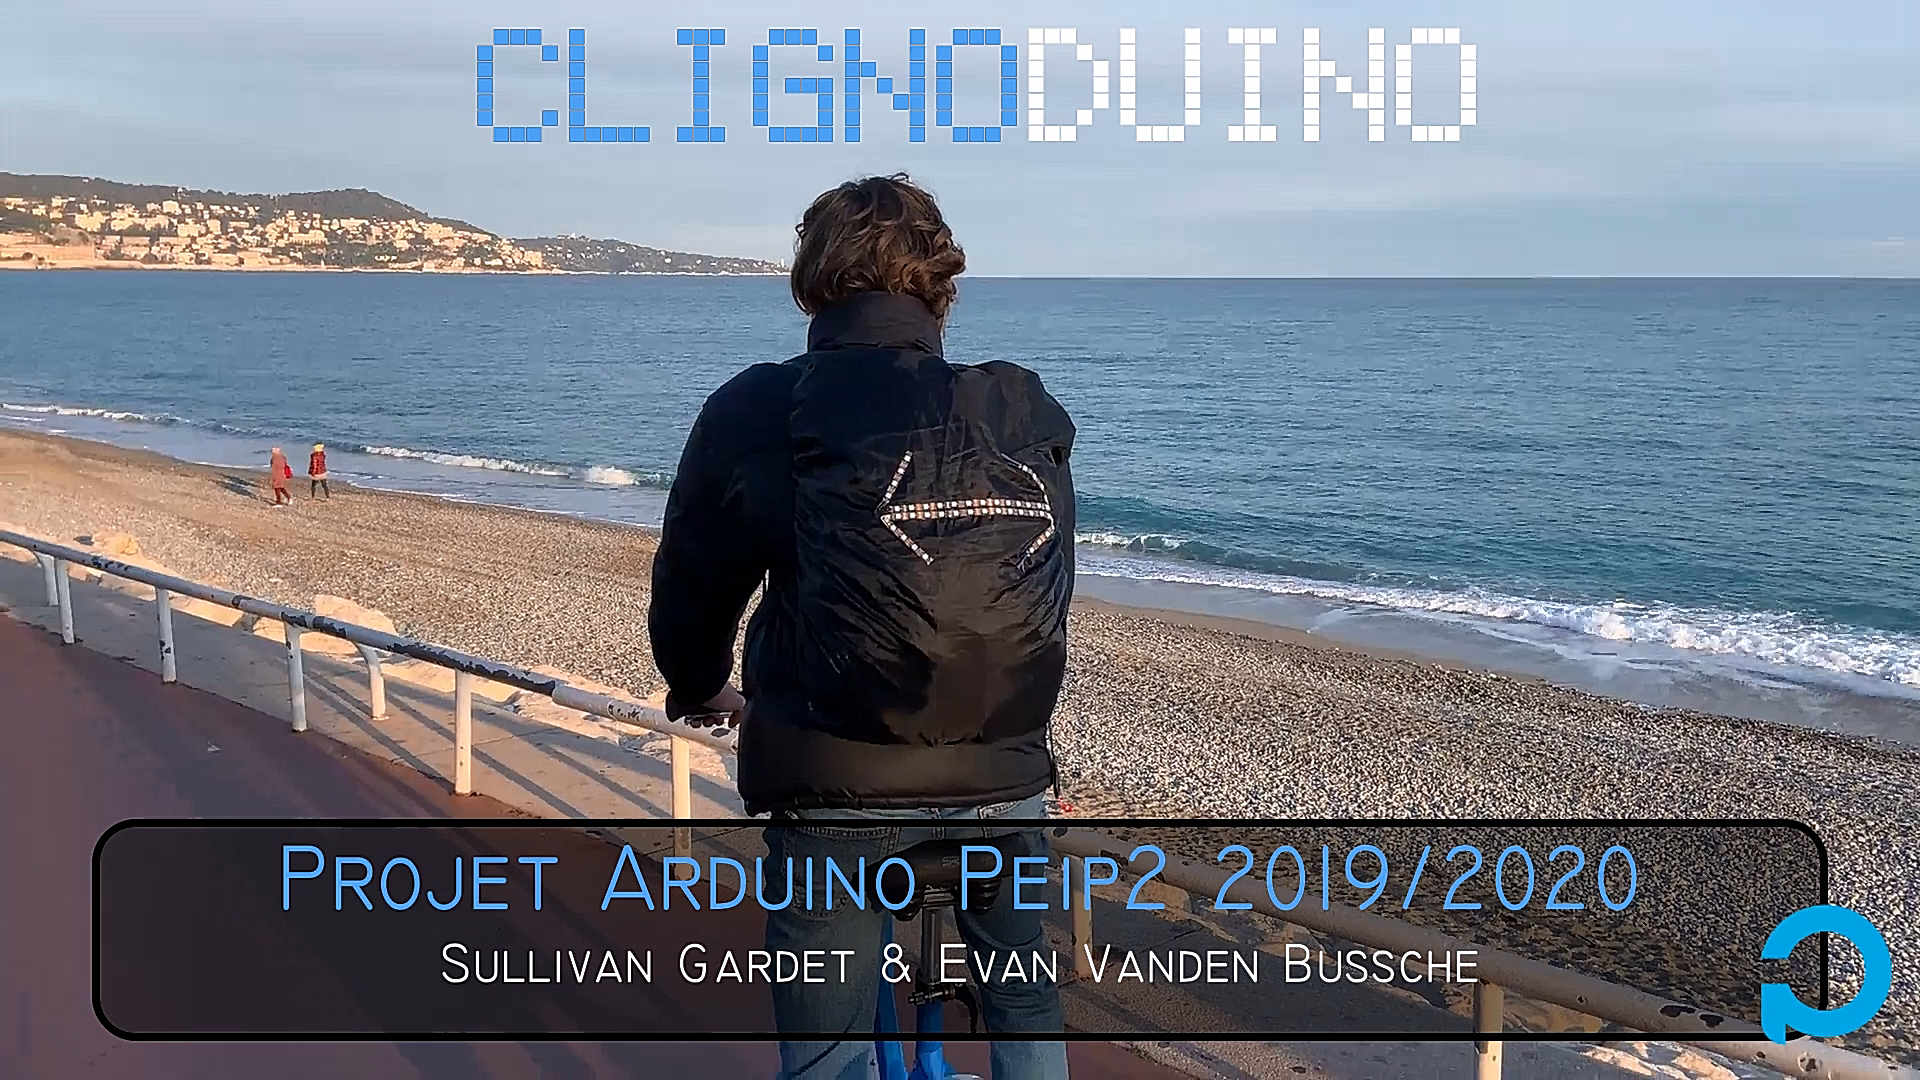 CLIGNODUINO
Projet Arduino Peip2 2019/2020
Sullivan Gardet & Evan Vanden Bussche